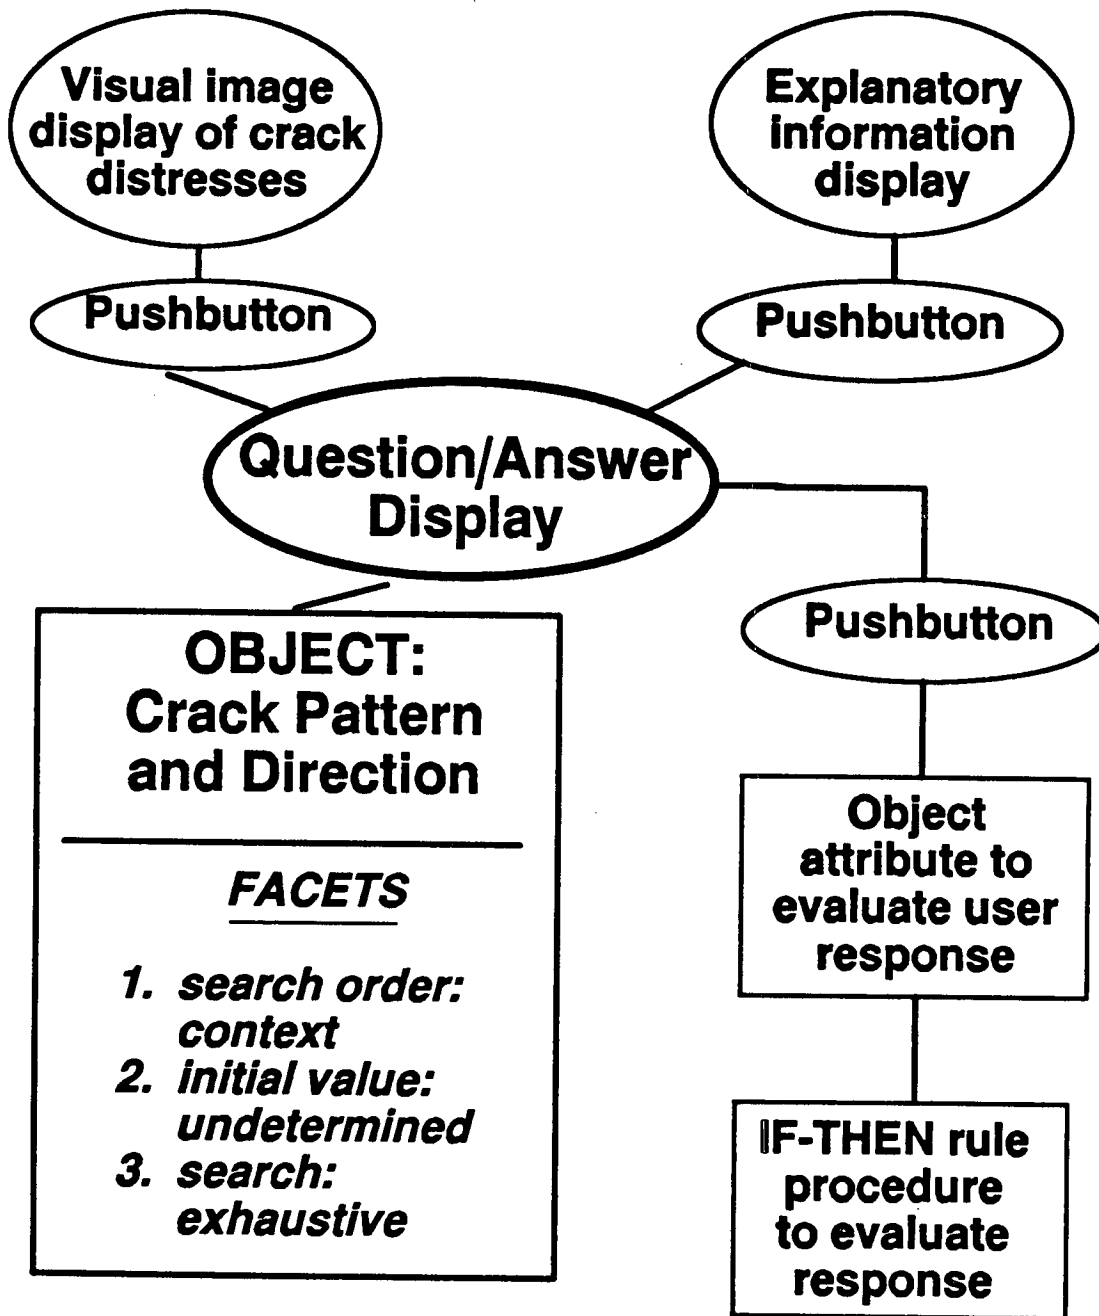 Visual image
display of crack
distresses
Explanatory
information
display
Pushbutton
Pushbutton
Question/Answer
Display
Pushbutton
OBJECT:
Crack Pattern
and Direction
FACETS
1. search order:
context
2. initial value:
undetermined
3. search:
exhaustive
Object
attribute to
evaluate user
response
IF-THEN rule
procedure
to evaluate
response